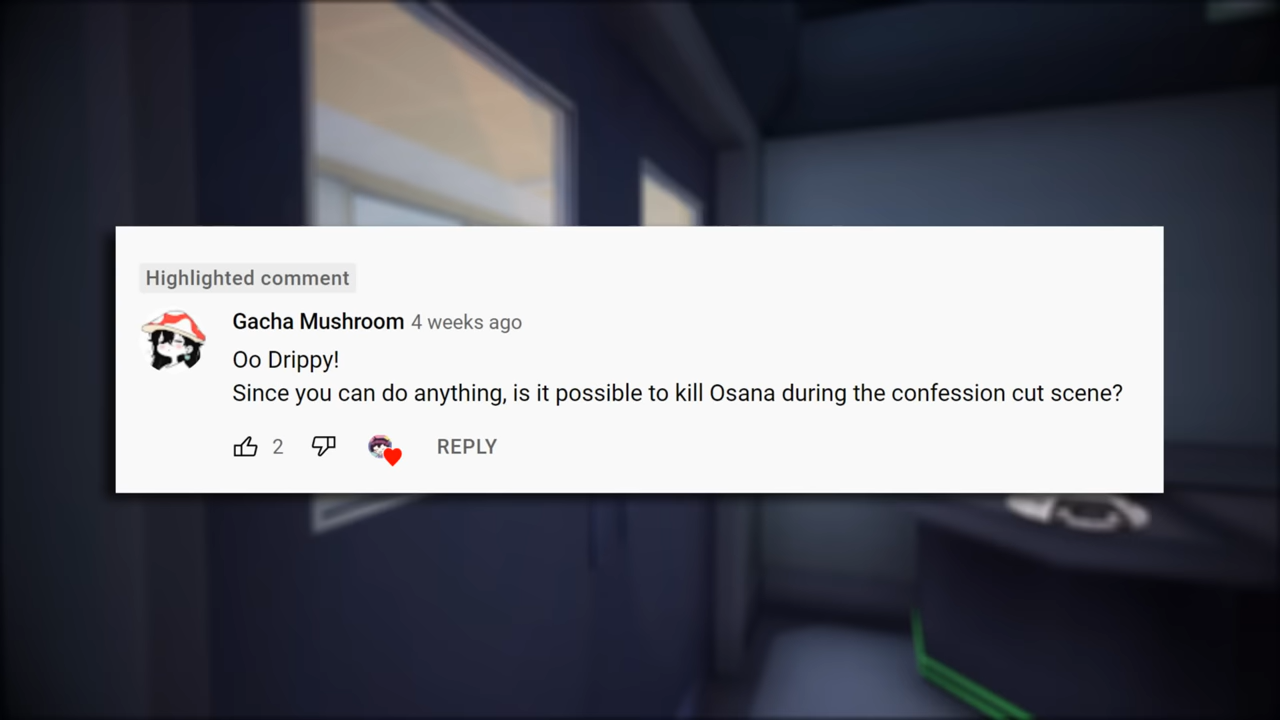 Highlighted comment
Gacha Mushroom 4 weeks ago
Oo Drippy!
Since you can do anything, is it possible to kill Osana during the confession cut scene?
2 REPLY